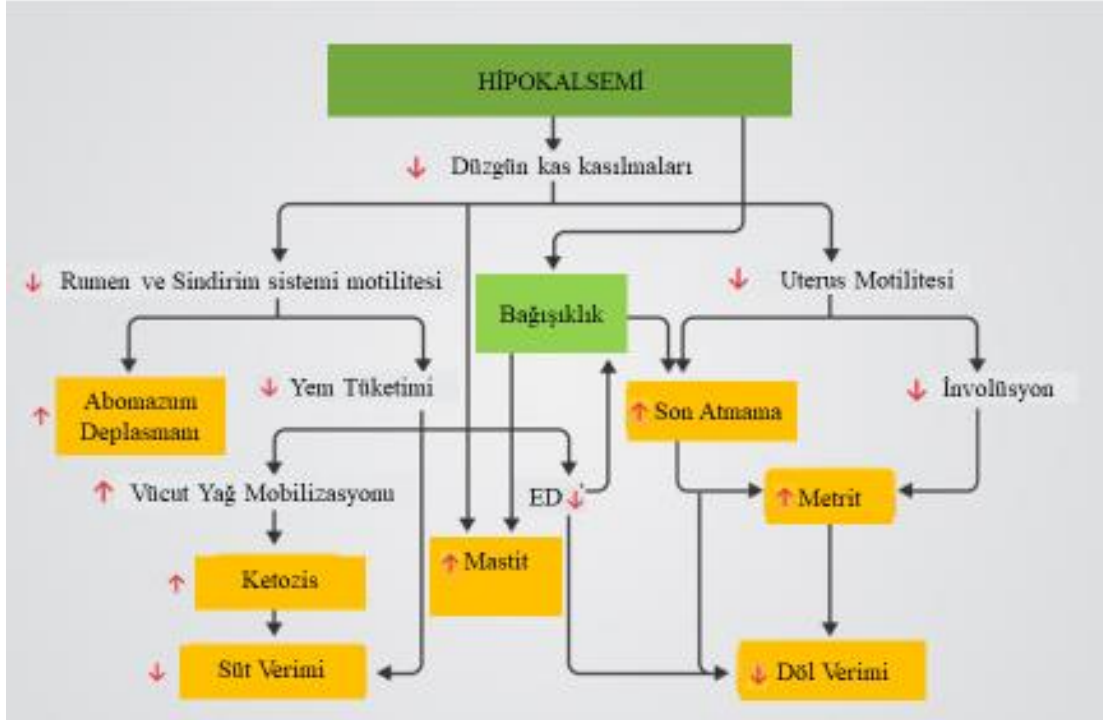 HİPOKALSEMİ
↓ Düzgün kas kasılmaları
↓ Rumen ve Sindirim sistemi motilitesi
Bağışıklık
↓ Uterus Motilitesi
↑ Abomazum
Deplasmanı
↓ Yem Tüketimi
↑ Son Atmama
↓ İnvolüsyon
↑ Vücut Yağ Mobilizasyonu
ED ↓
↑ Metrit
↑ Ketozis
↑ Mastit
↓ Süt Verimi
↓ Döl Verimi